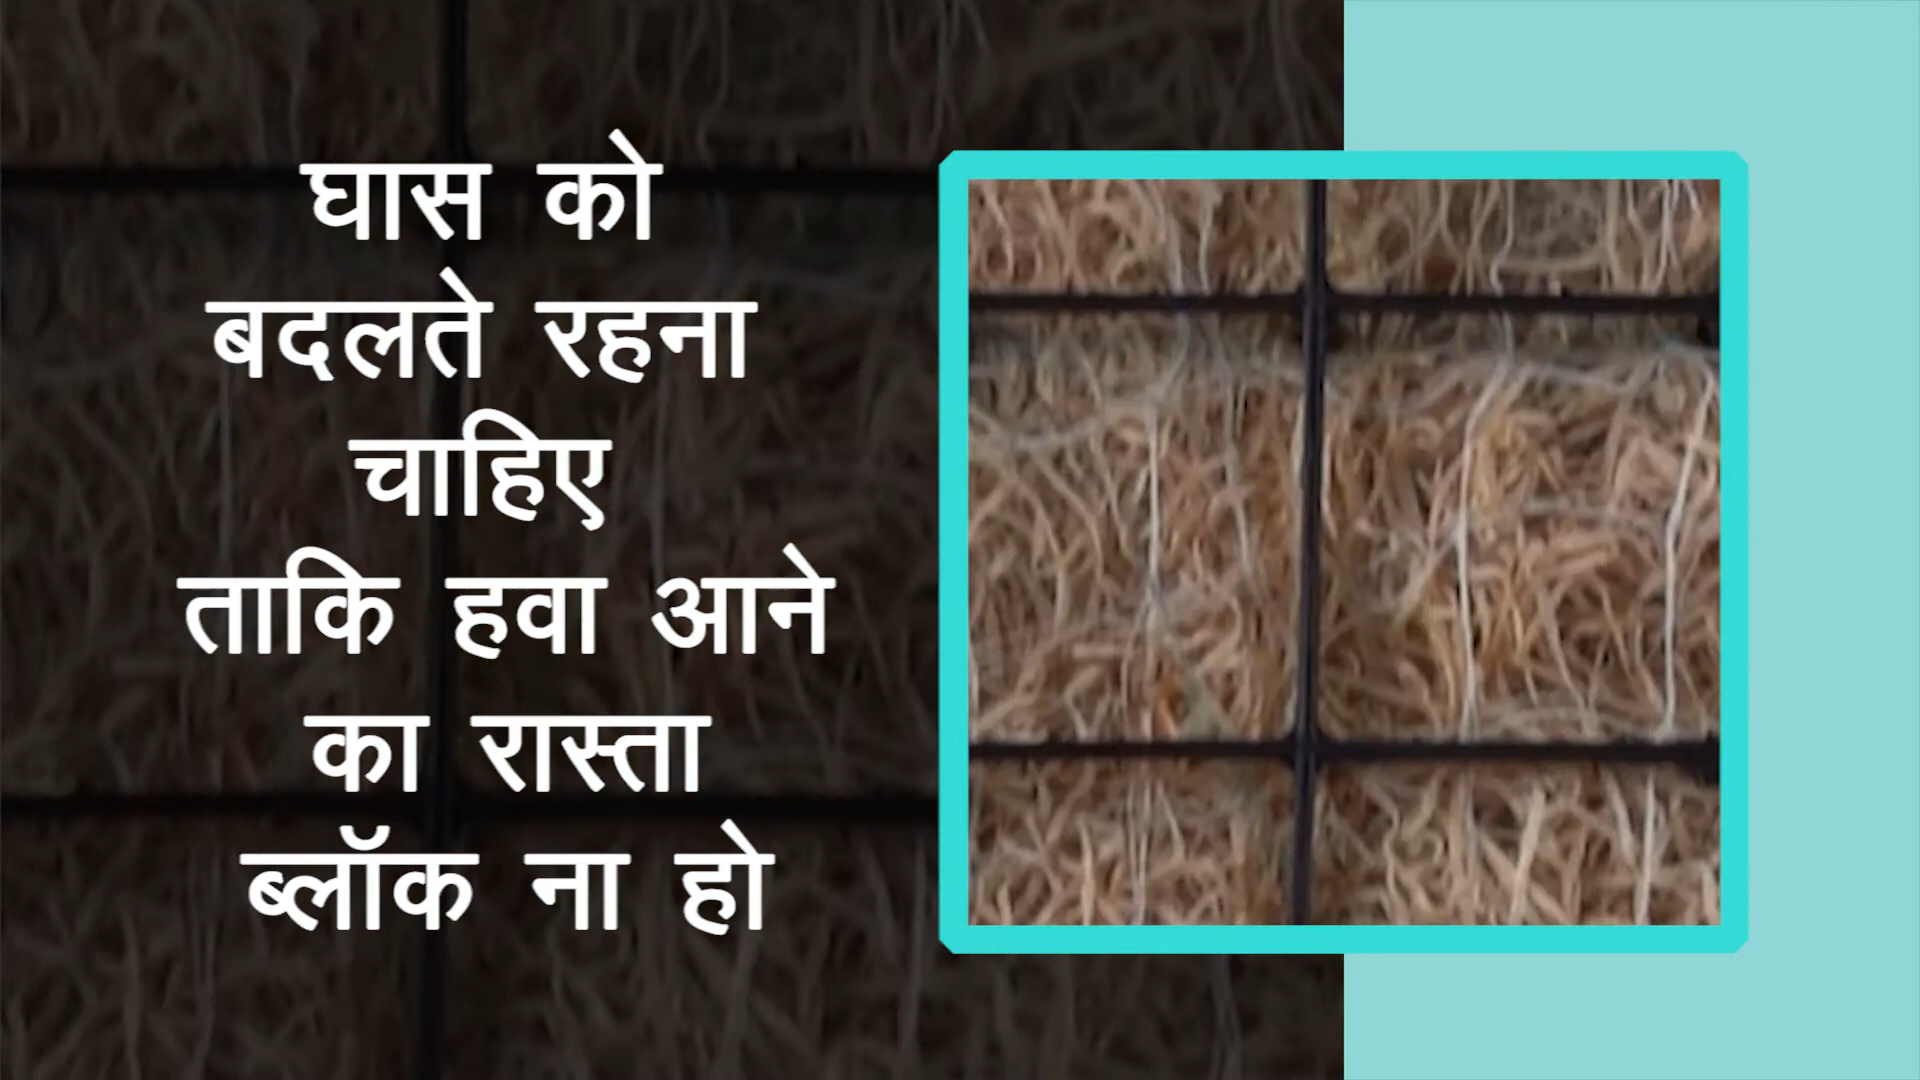 घास को
बदलते रहना
चाहिए
ताकि हवा आने
का रास्ता
ब्लॉक ना हो